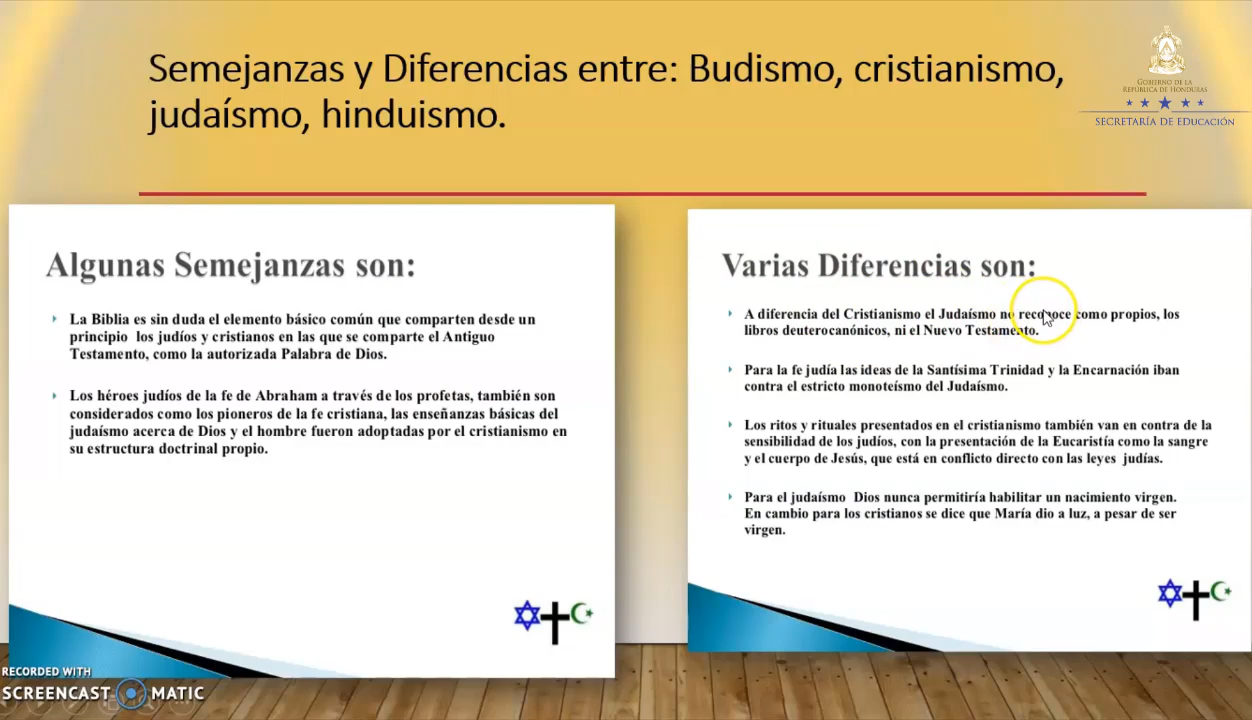 Semejanzas y Diferencias entre: Budismo, cristianismo,
judaísmo, hinduismo.
GOBIERNO DE LA
REPÚBLICA DE HONDURAS
SECRETARÍA DE EDUCACIÓN
Algunas Semejanzas son:
La Biblia es sin duda el elemento básico común que comparten desde un
principio los judíos y cristianos en las que se comparte el Antiguo
Testamento, como la autorizada Palabra de Dios.
Los héroes judíos de la fe de Abraham a través de los profetas, también son
considerados como los pioneros de la fe cristiana, las enseñanzas básicas del
judaísmo acerca de Dios y el hombre fueron adoptadas por el cristianismo en
su estructura doctrinal propio.
Varias Diferencias son:
A diferencia del Cristianismo el Judaísmo no reconoce como propios, los
libros deuterocanónicos, ni el Nuevo Testamento.
Para la fe judía las ideas de la Santísima Trinidad y la Encarnación iban
contra el estricto monoteísmo del Judaísmo.
Los ritos y rituales presentados en el cristianismo también van en contra de la
sensibilidad de los judíos, con la presentación de la Eucaristía como la sangre
y el cuerpo de Jesús, que está en conflicto directo con las leyes judías.
Para el judaísmo Dios nunca permitiría habilitar un nacimiento virgen.
En cambio para los cristianos se dice que María dio a luz, a pesar de ser
virgen.
RECORDED WITH
SCREENCAST MATIC